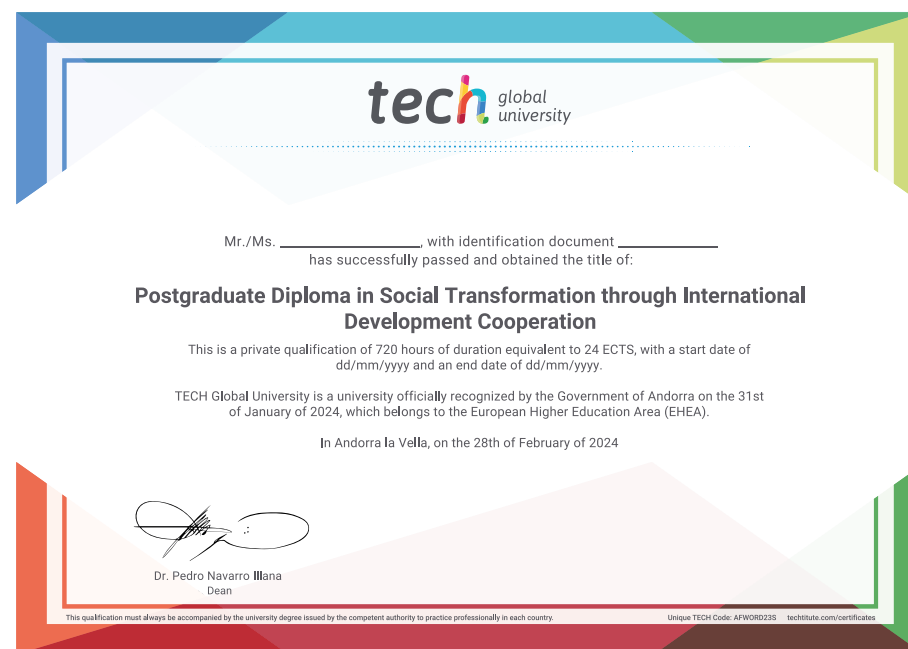 tech global university
Mr./Ms. ____________________, with identification document ______________
has successfully passed and obtained the title of:
Postgraduate Diploma in Social Transformation through International
Development Cooperation
This is a private qualification of 720 hours of duration equivalent to 24 ECTS, with a start date of
dd/mm/yyyy and an end date of dd/mm/yyyy.
TECH Global University is a university officially recognized by the Government of Andorra on the 31st
of January of 2024, which belongs to the European Higher Education Area (EHEA).
In Andorra la Vella, on the 28th of February of 2024
Dr. Pedro Navarro Illana
Dean
This qualification must always be accompanied by the university degree issued by the competent authority to practice professionally in each country.
Unique TECH Code: AFWORD23S techtitute.com/certificates